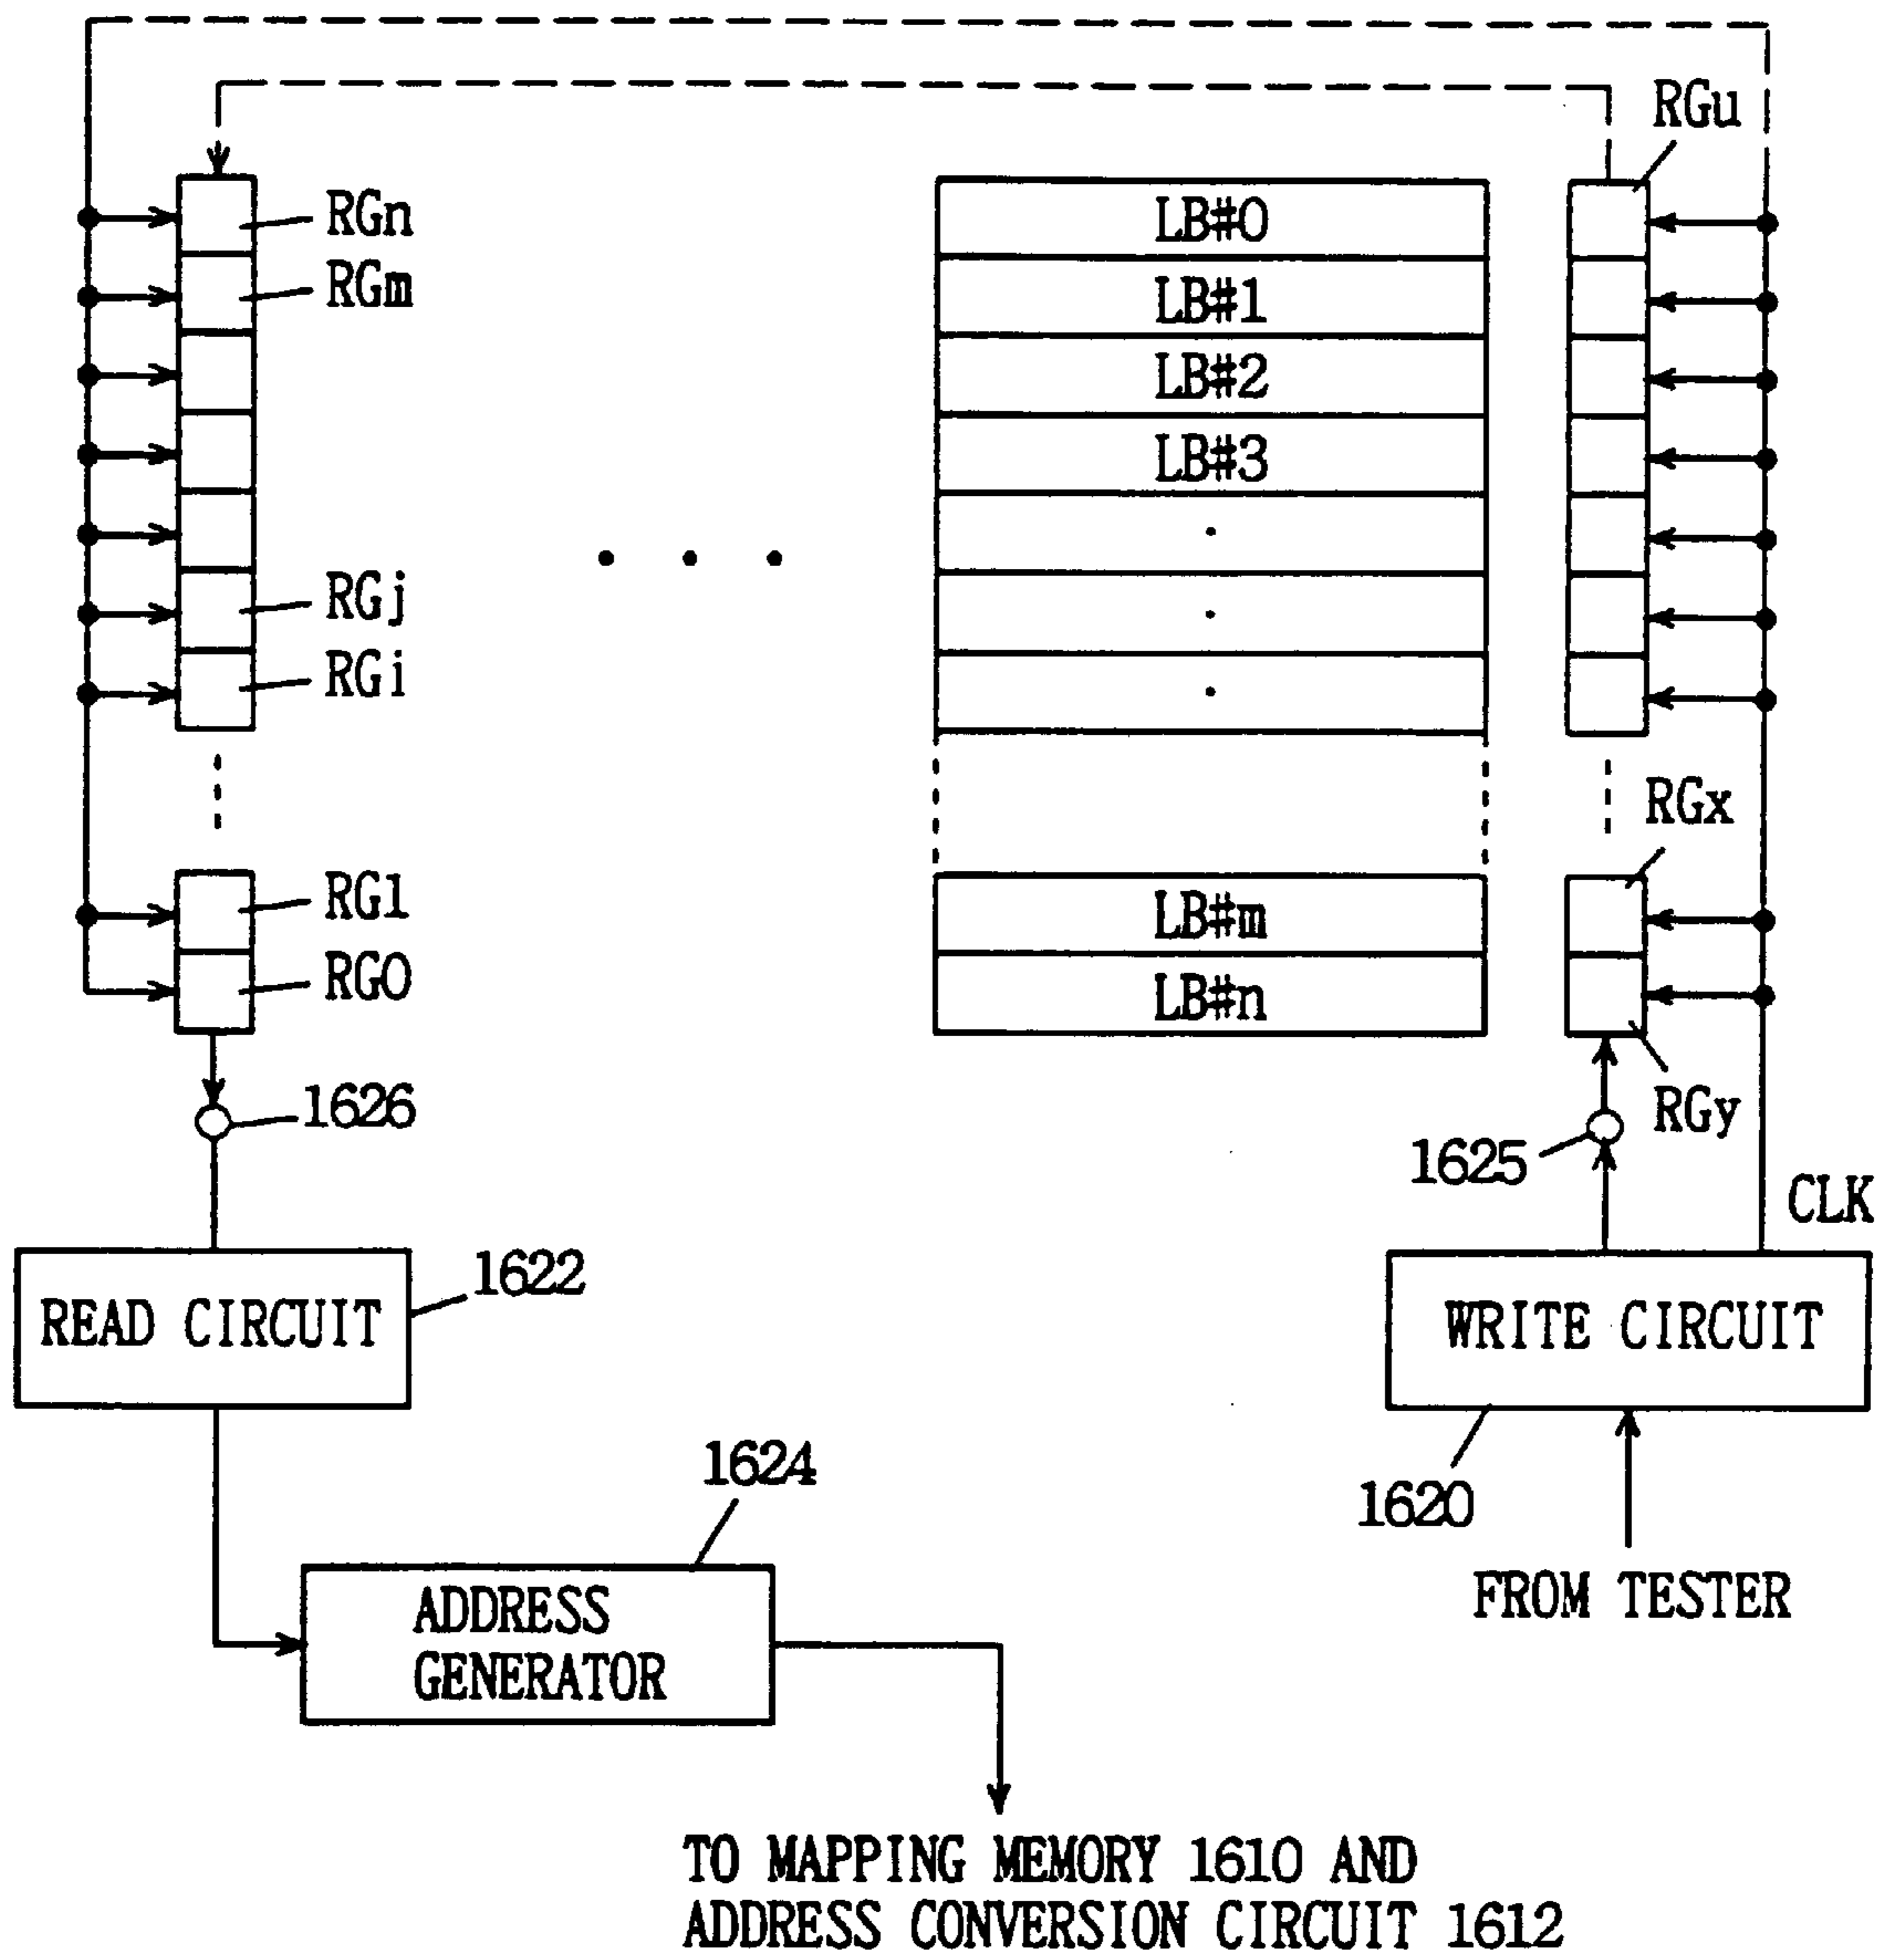 RGu
RGn
LB#0
RGm
LB#1
LB#2
LB#3
RGj
RGi
RGx
RG1
LB#m
RG0
LB#n
1626
RGy
1625
CLK
1622
READ CIRCUIT
WRITE CIRCUIT
1624
1620
ADDRESS
GENERATOR
FROM TESTER
TO MAPPING MEMORY 1610 AND
ADDRESS CONVERSION CIRCUIT 1612